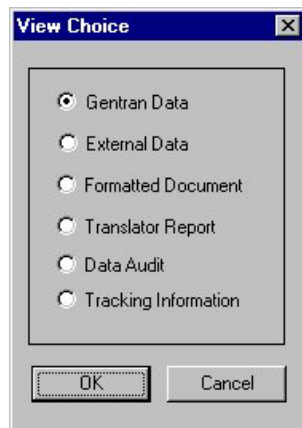 View Choice
Gentran Data
External Data
Formatted Document
Translator Report
Data Audit
Tracking Information
OK
Cancel